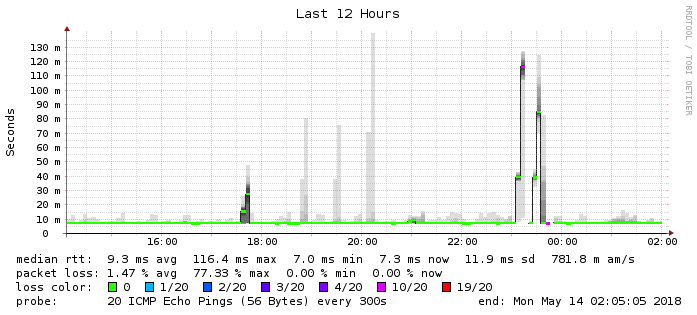 Last 12 Hours
RRDTOOL / TOBI OETIKER
Seconds
130 m
120 m
110 m
100 m
90 m
80 m
70 m
60 m
50 m
40 m
30 m
20 m
10 m
0
16:00 18:00 20:00 22:00 00:00 02:00
median rtt: 9.3 ms avg 116.4 ms max 7.0 ms min 7.3 ms now 11.9 ms sd 781.8 m am/s
packet loss: 1.47 % avg 77.33 % max 0.00 % min 0.00 % now
loss color: 0 1/20 2/20 3/20 4/20 10/20 19/20
probe: 20 ICMP Echo Pings (56 Bytes) every 300s end: Mon May 14 02:05:05 2018